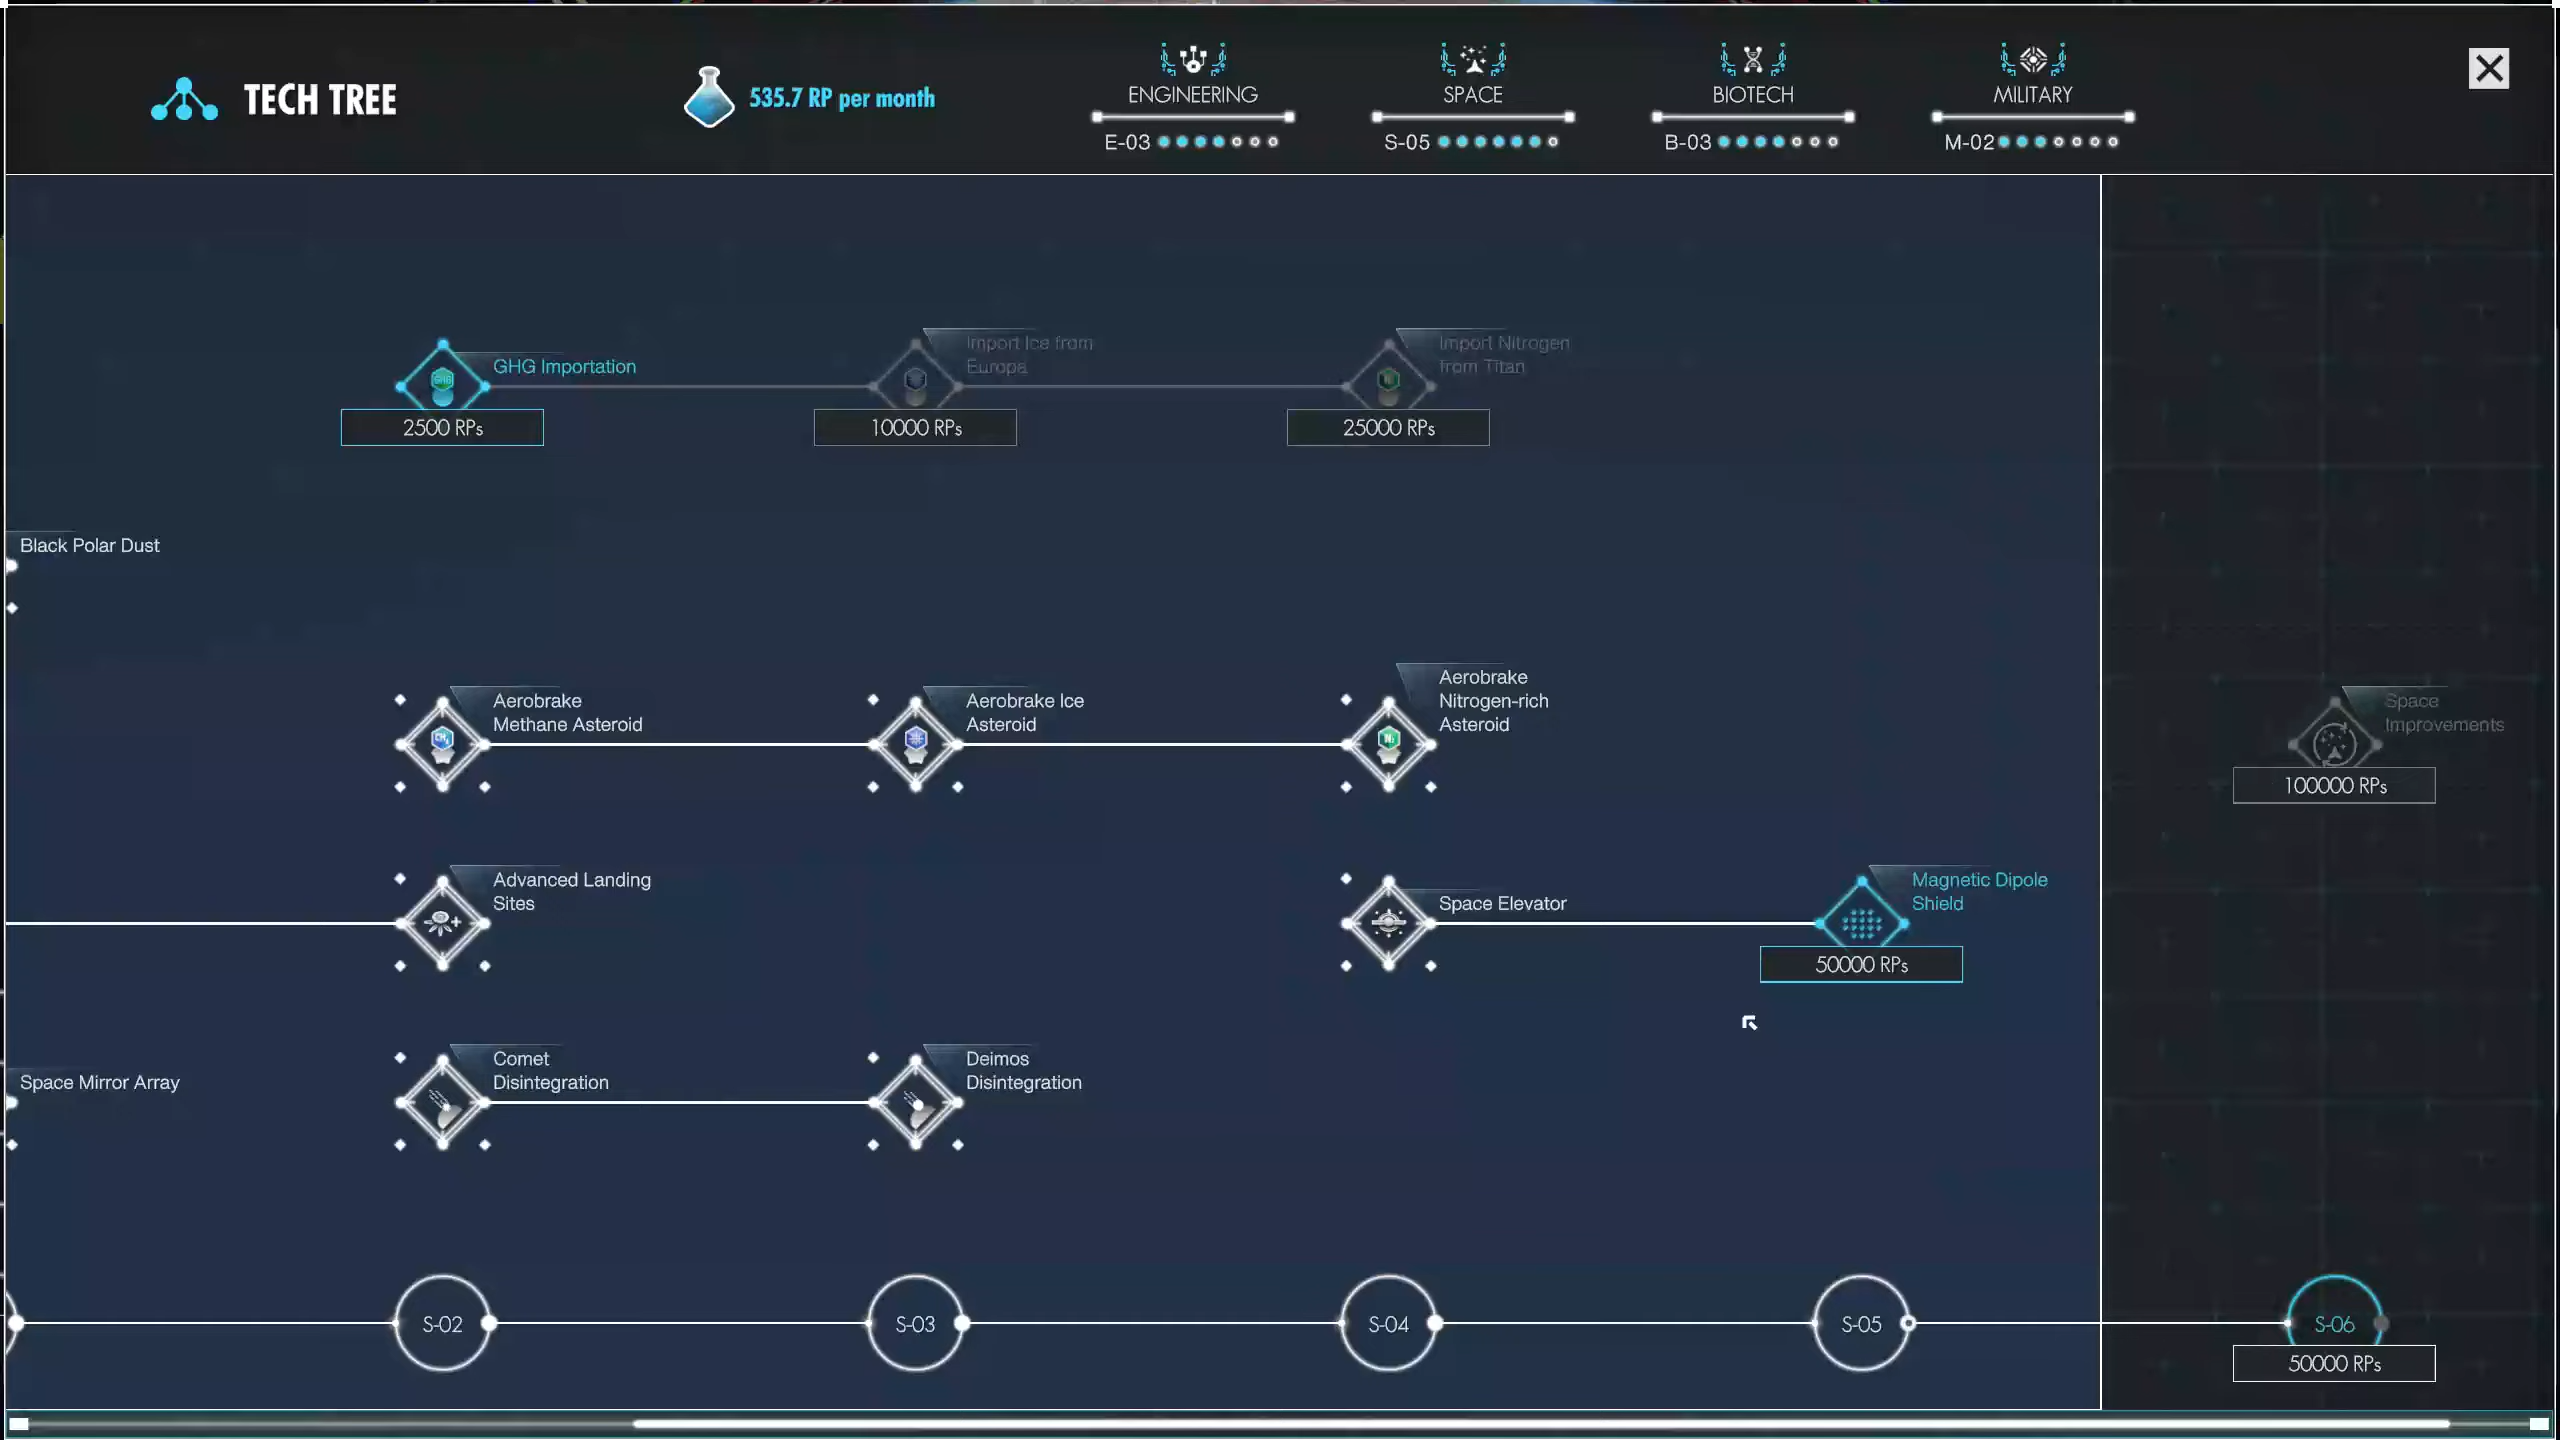 TECH TREE
535.7 RP per month
ENGINEERING
E-03
SPACE
S-05
BIOTECH
B-03
MILITARY
M-02
GHG Importation
2500 RPs
Import Ice from
Europa
10000 RPs
Import Nitrogen
from Titan
25000 RPs
Black Polar Dust
Aerobrake
Methane Asteroid
Aerobrake Ice
Asteroid
Aerobrake
Nitrogen-rich
Asteroid
Space
Improvements
100000 RPs
Advanced Landing
Sites
Space Elevator
Magnetic Dipole
Shield
50000 RPs
Space Mirror Array
Comet
Disintegration
Deimos
Disintegration
S-02
S-03
S-04
S-05
S-06
50000 RPs